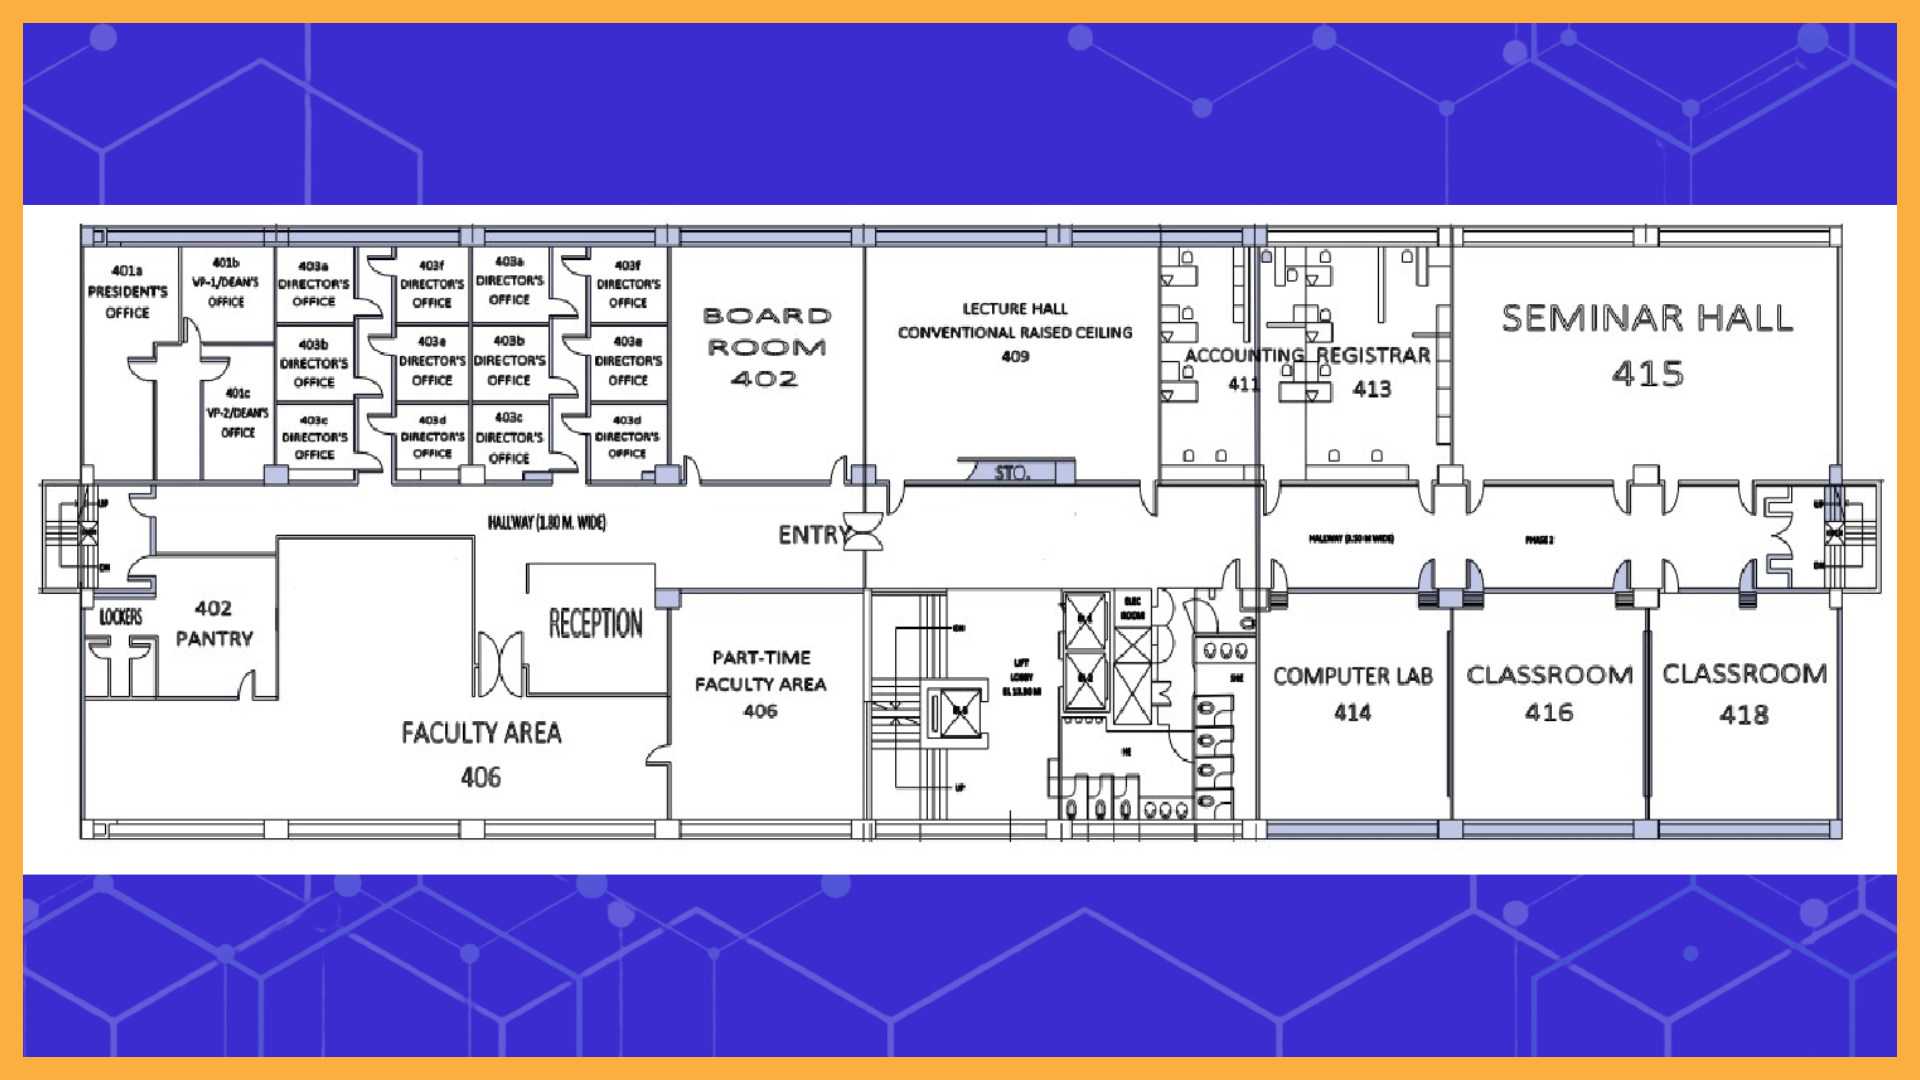 401a
PRESIDENT'S
OFFICE
401b
VP-1/DEAN'S
OFFICE
401c
VP-2/DEAN'S
OFFICE
403a
DIRECTOR'S
OFFICE
403b
DIRECTOR'S
OFFICE
403c
DIRECTOR'S
OFFICE
403f
DIRECTOR'S
OFFICE
403e
DIRECTOR'S
OFFICE
403d
DIRECTOR'S
OFFICE
403a
DIRECTOR'S
OFFICE
403b
DIRECTOR'S
OFFICE
403c
DIRECTOR'S
OFFICE
403f
DIRECTOR'S
OFFICE
403e
DIRECTOR'S
OFFICE
403d
DIRECTOR'S
OFFICE
BOARD
ROOM
402
LECTURE HALL
CONVENTIONAL RAISED CEILING
409
STO.
ACCOUNTING
411
REGISTRAR
413
SEMINAR HALL
415
UP
DN
HALLWAY (1.80 M. WIDE)
ENTRY
HALLWAY (2.50 M WIDE)
PHASE 2
UP
DN
LOCKERS
402
PANTRY
RECEPTION
FACULTY AREA
406
PART-TIME
FACULTY AREA
406
DN
UP
LIFT
LOBBY
ELEC
ROOM
SHE
HE
COMPUTER LAB
414
CLASSROOM
416
CLASSROOM
418